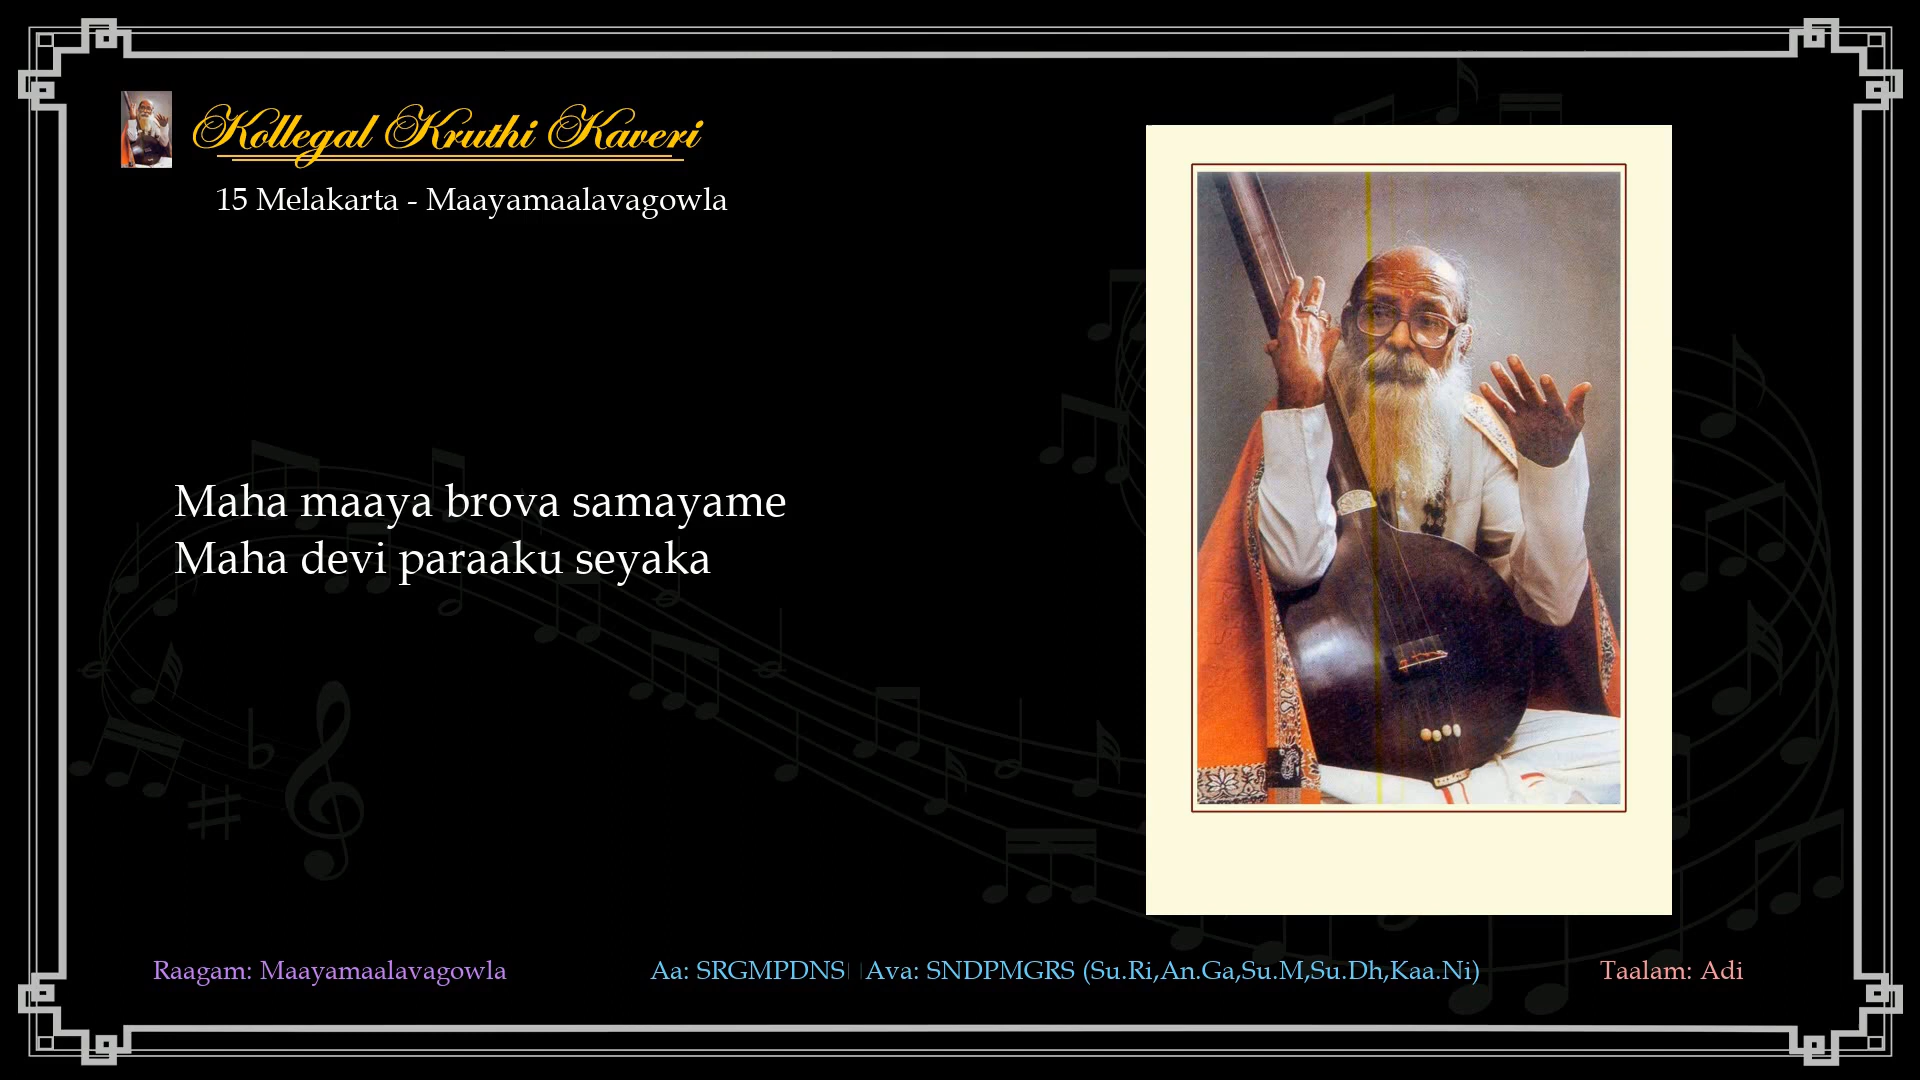 Kollegal Kruthi Kaveri
15 Melakarta - Maayamaalavagowla
Maha maaya brova samayame
Maha devi paraaku seyaka
Raagam: Maayamaalavagowla
Aa: SRGMPDNS Ava: SNDPMGRS (Su.Ri,An.Ga,Su.M,Su.Dh,Kaa.Ni)
Taalam: Adi